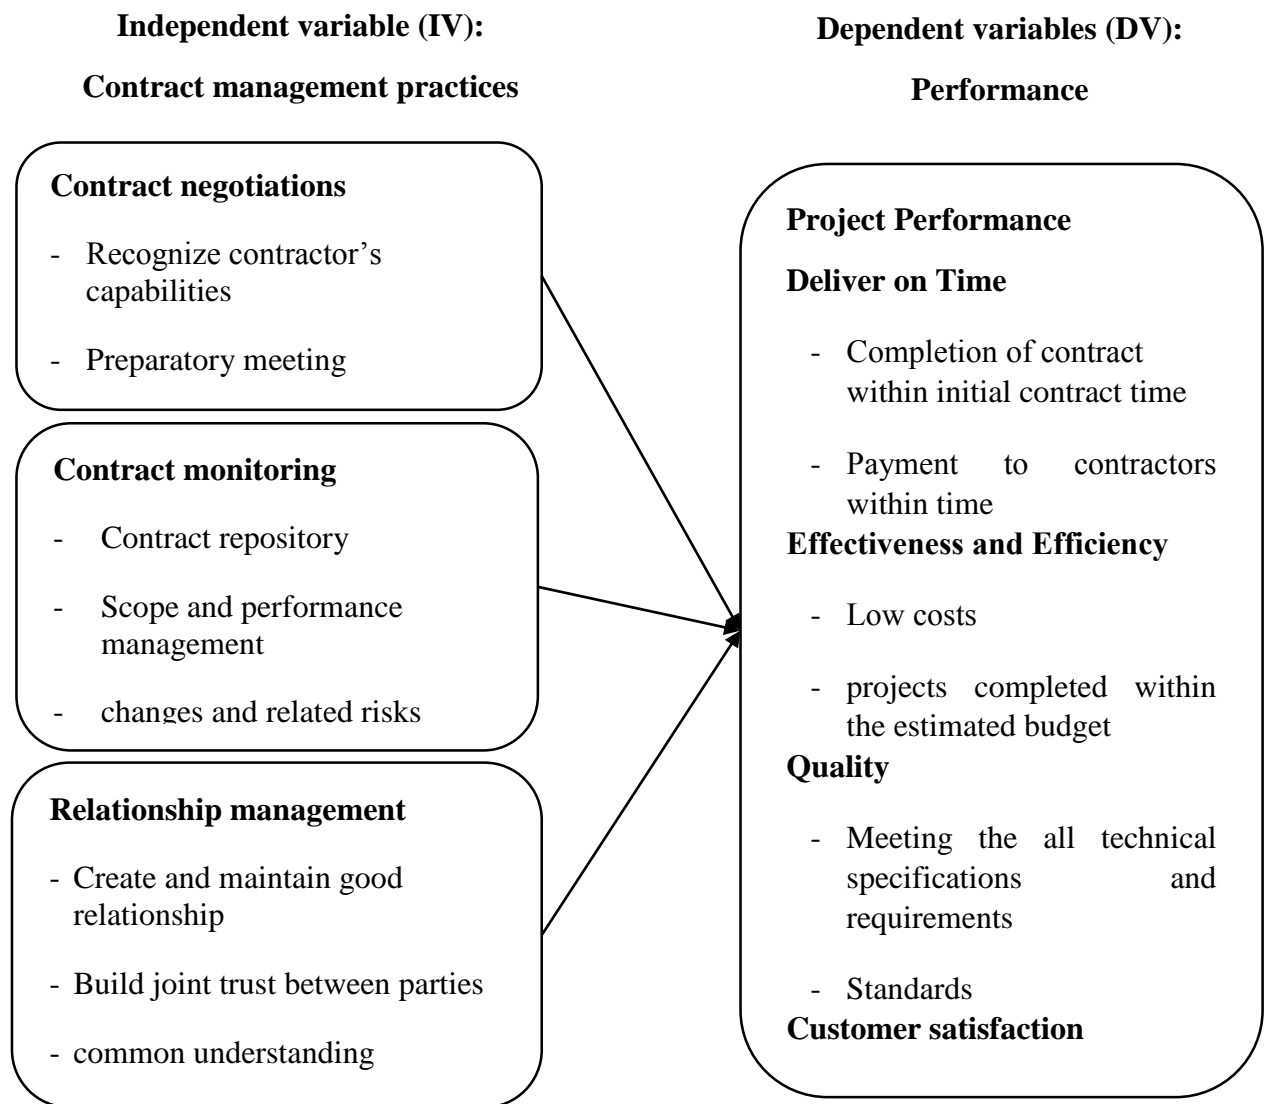 Independent variable (IV):
Contract management practices
Contract negotiations
- Recognize contractor’s
capabilities
- Preparatory meeting
Contract monitoring
- Contract repository
- Scope and performance
management
- changes and related risks
Relationship management
- Create and maintain good
relationship
- Build joint trust between parties
- common understanding
Dependent variables (DV):
Performance
Project Performance
Deliver on Time
- Completion of contract
within initial contract time
- Payment to contractors
within time
Effectiveness and Efficiency
- Low costs
- projects completed within
the estimated budget
Quality
- Meeting the all technical
specifications and
requirements
- Standards
Customer satisfaction